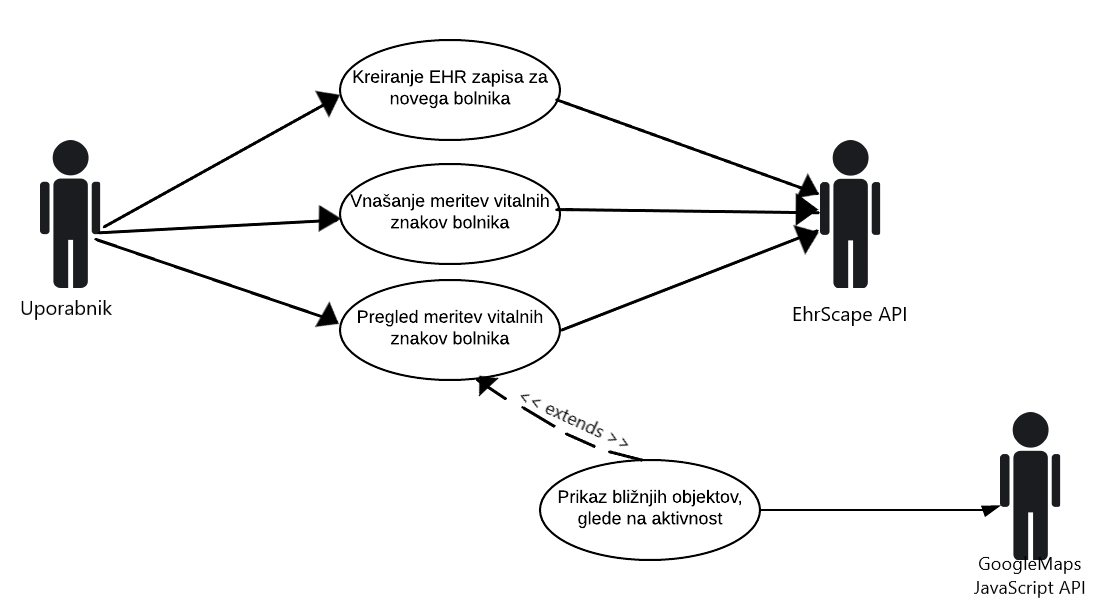 Kreiranje EHR zapisa za
novega bolnika
Vnašanje meritev vitalnih
znakov bolnika
Uporabnik
Pregled meritev vitalnih
znakov bolnika
EhrScape API
<< extends >>
Prikaz bližnjih objektov,
glede na aktivnost
GoogleMaps
JavaScript API